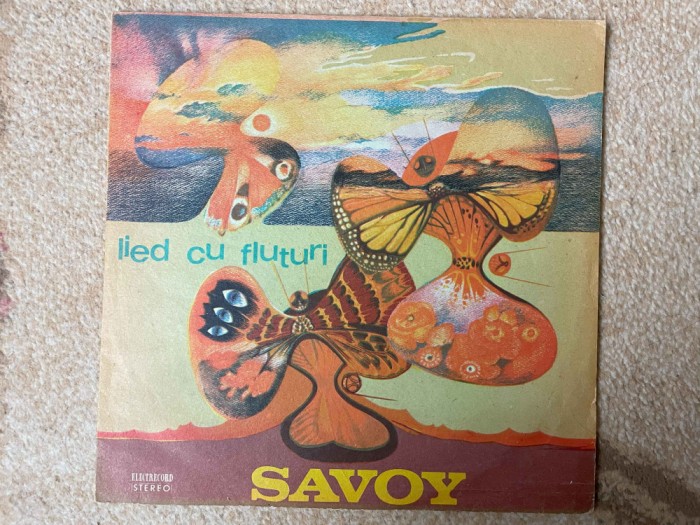 lied cu fluturi
ELECTRECORD
STEREO
SAVOY